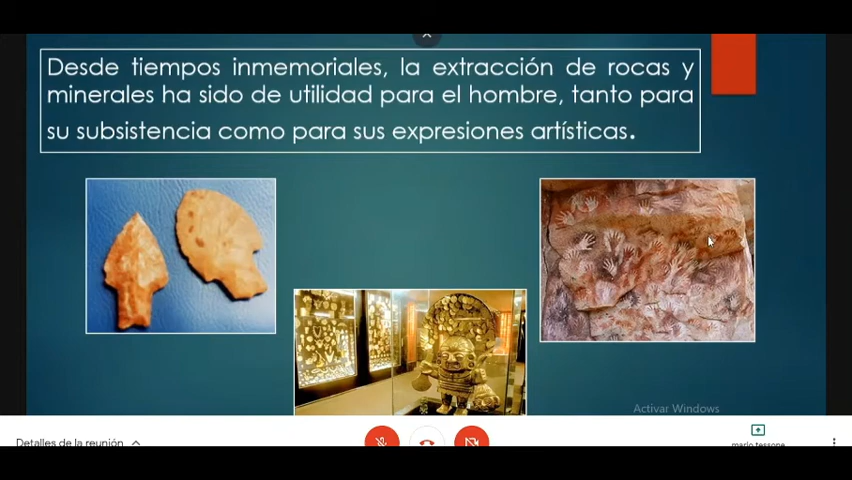 Desde tiempos inmemoriales, la extracción de rocas y
minerales ha sido de utilidad para el hombre, tanto para
su subsistencia como para sus expresiones artísticas.
Activar Windows
Detalles de la reunión
mario tessone